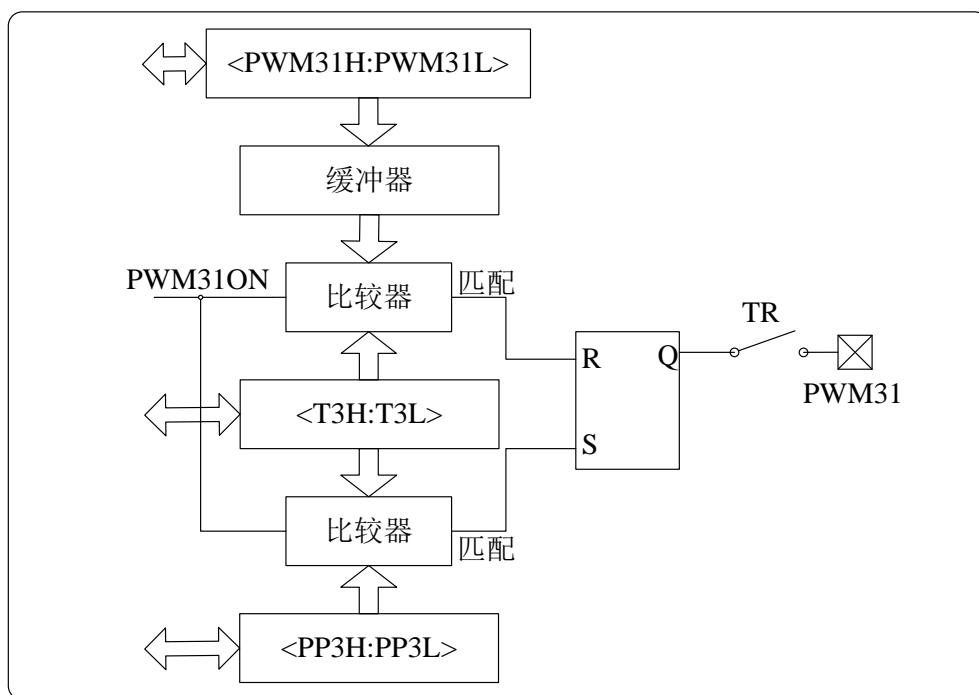 <PWM31H:PWM31L>
缓冲器
PWM31ON
比较器
匹配
TR
R
Q
PWM31
<T3H:T3L>
S
比较器
匹配
<PP3H:PP3L>